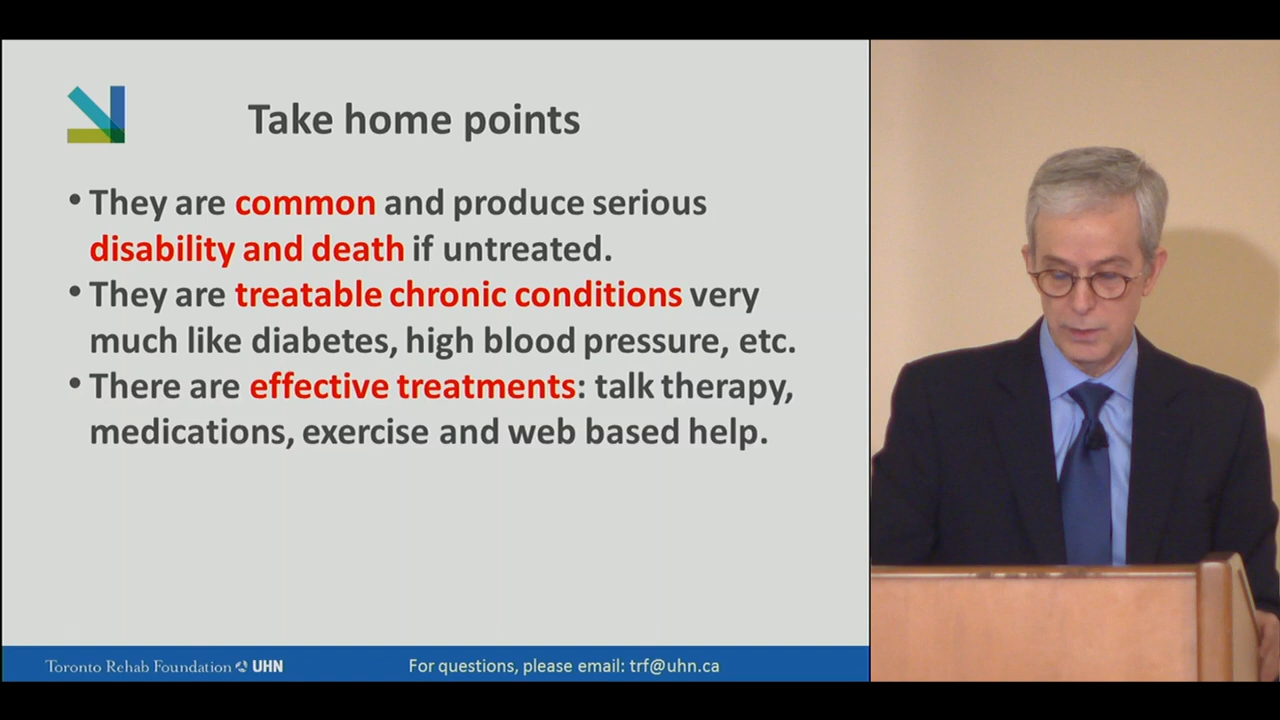 Take home points
• They are common and produce serious
disability and death if untreated.
• They are treatable chronic conditions very
much like diabetes, high blood pressure, etc.
• There are effective treatments: talk therapy,
medications, exercise and web based help.
Toronto Rehab Foundation UHN
For questions, please email: trf@uhn.ca